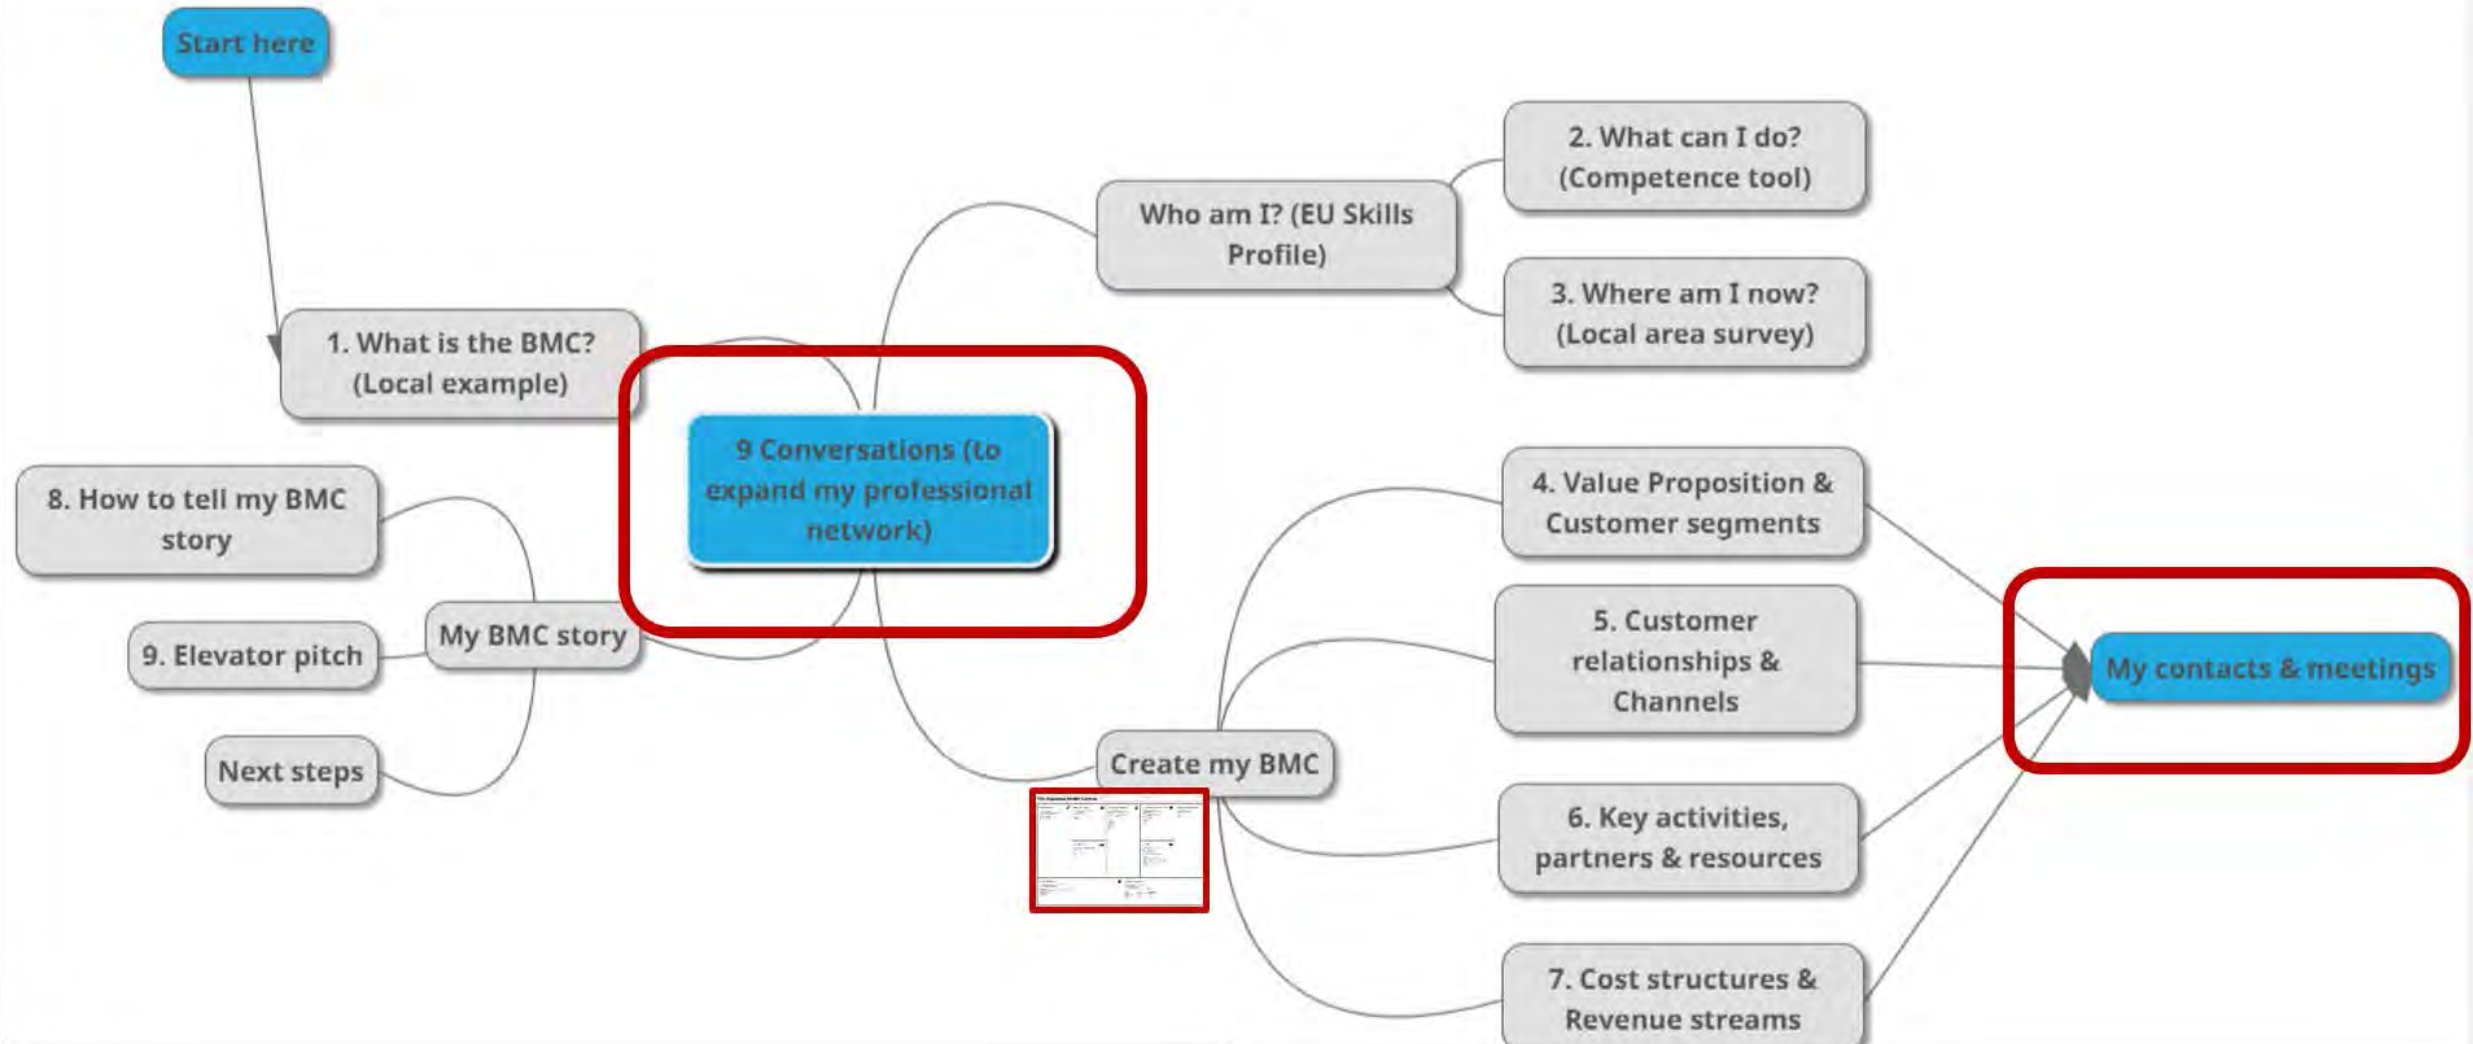 Start here
1. What is the BMC?
(Local example)
9 Conversations (to
expand my professional
network)
Who am I? (EU Skills
Profile)
2. What can I do?
(Competence tool)
3. Where am I now?
(Local area survey)
Create my BMC
4. Value Proposition &
Customer segments
5. Customer
relationships &
Channels
6. Key activities,
partners & resources
7. Cost structures &
Revenue streams
My contacts & meetings
My BMC story
8. How to tell my BMC
story
9. Elevator pitch
Next steps